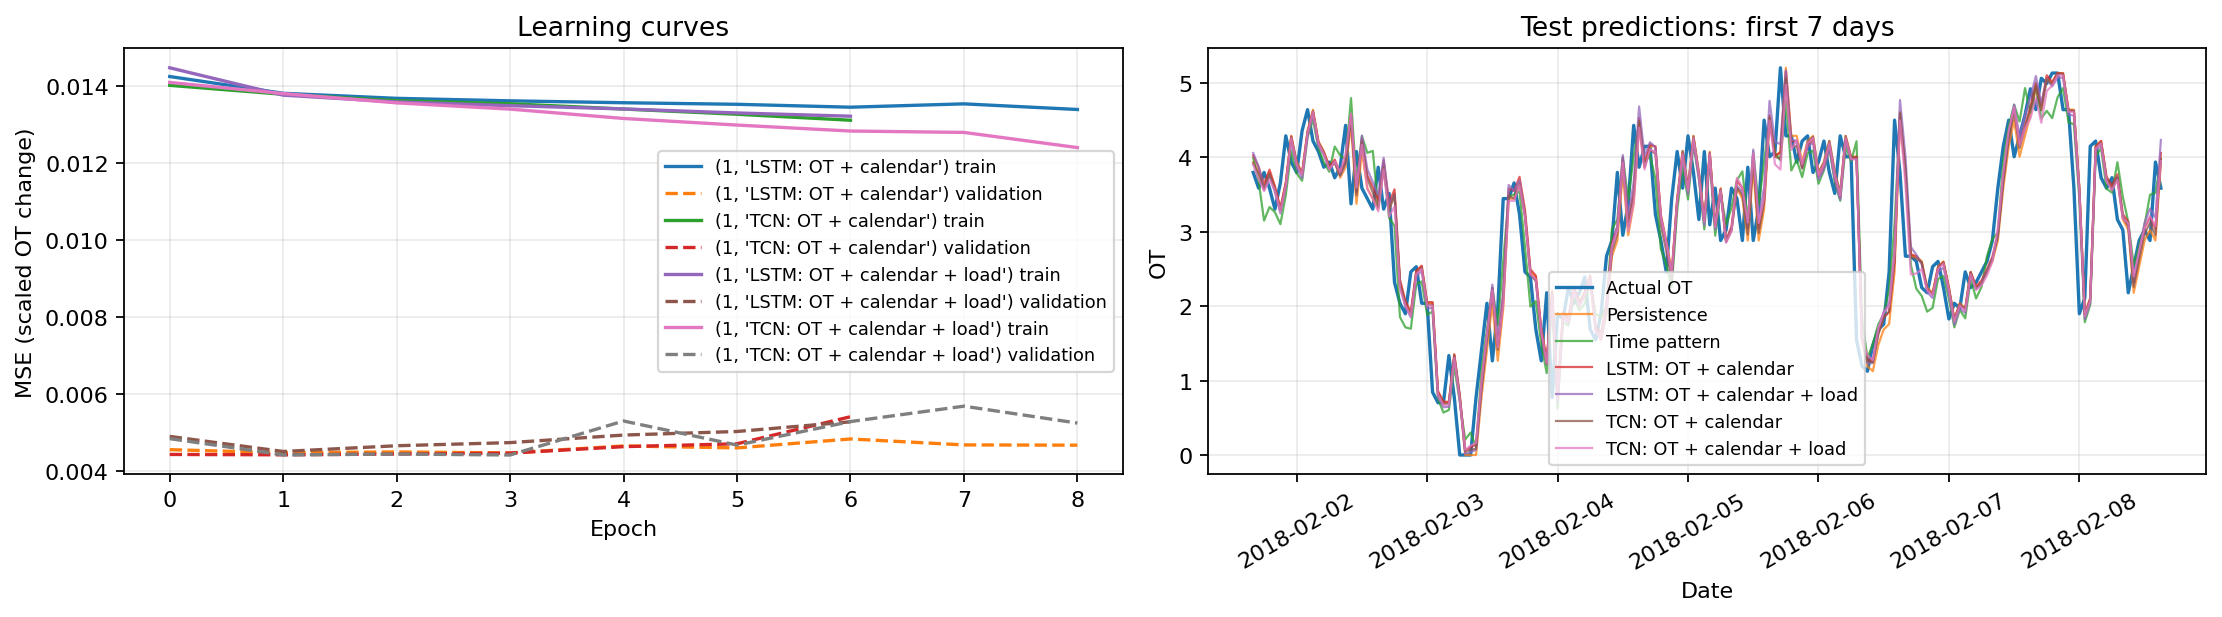 Learning curves
MSE (scaled OT change)
0.014
0.012
0.010
0.008
0.006
0.004
(1, 'LSTM: OT + calendar') train
(1, 'LSTM: OT + calendar') validation
(1, 'TCN: OT + calendar') train
(1, 'TCN: OT + calendar') validation
(1, 'LSTM: OT + calendar + load') train
(1, 'LSTM: OT + calendar + load') validation
(1, 'TCN: OT + calendar + load') train
(1, 'TCN: OT + calendar + load') validation
0 1 2 3 4 5 6 7 8
Epoch
Test predictions: first 7 days
OT
5
4
3
2
1
0
Actual OT
Persistence
Time pattern
LSTM: OT + calendar
LSTM: OT + calendar + load
TCN: OT + calendar
TCN: OT + calendar + load
2018-02-02
2018-02-03
2018-02-04
2018-02-05
2018-02-06
2018-02-07
2018-02-08
Date